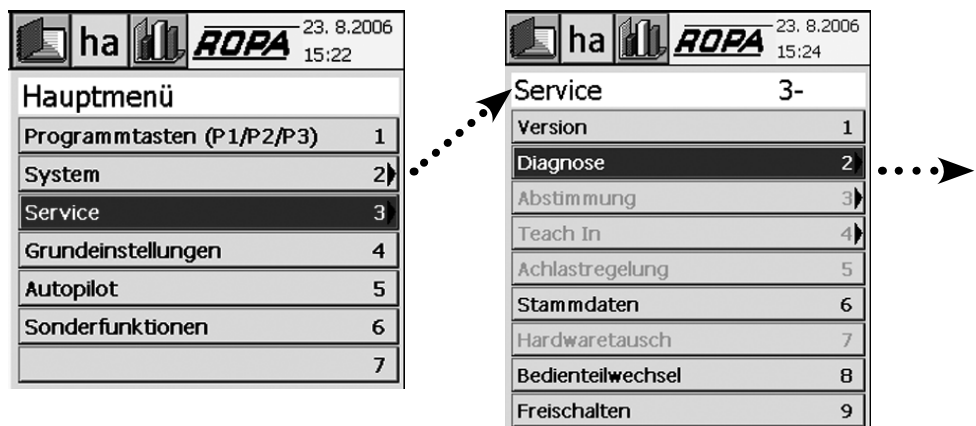 ha ROPA 23. 8.2006
15:22
Hauptmenü
Programmtasten (P1/P2/P3) 1
System 2
Service 3
Grundeinstellungen 4
Autopilot 5
Sonderfunktionen 6
7
ha ROPA 23. 8.2006
15:24
Service 3-
Version 1
Diagnose 2
Abstimmung 3
Teach In 4
Achlastregelung 5
Stammdaten 6
Hardwaretausch 7
Bedienteilwechsel 8
Freischalten 9